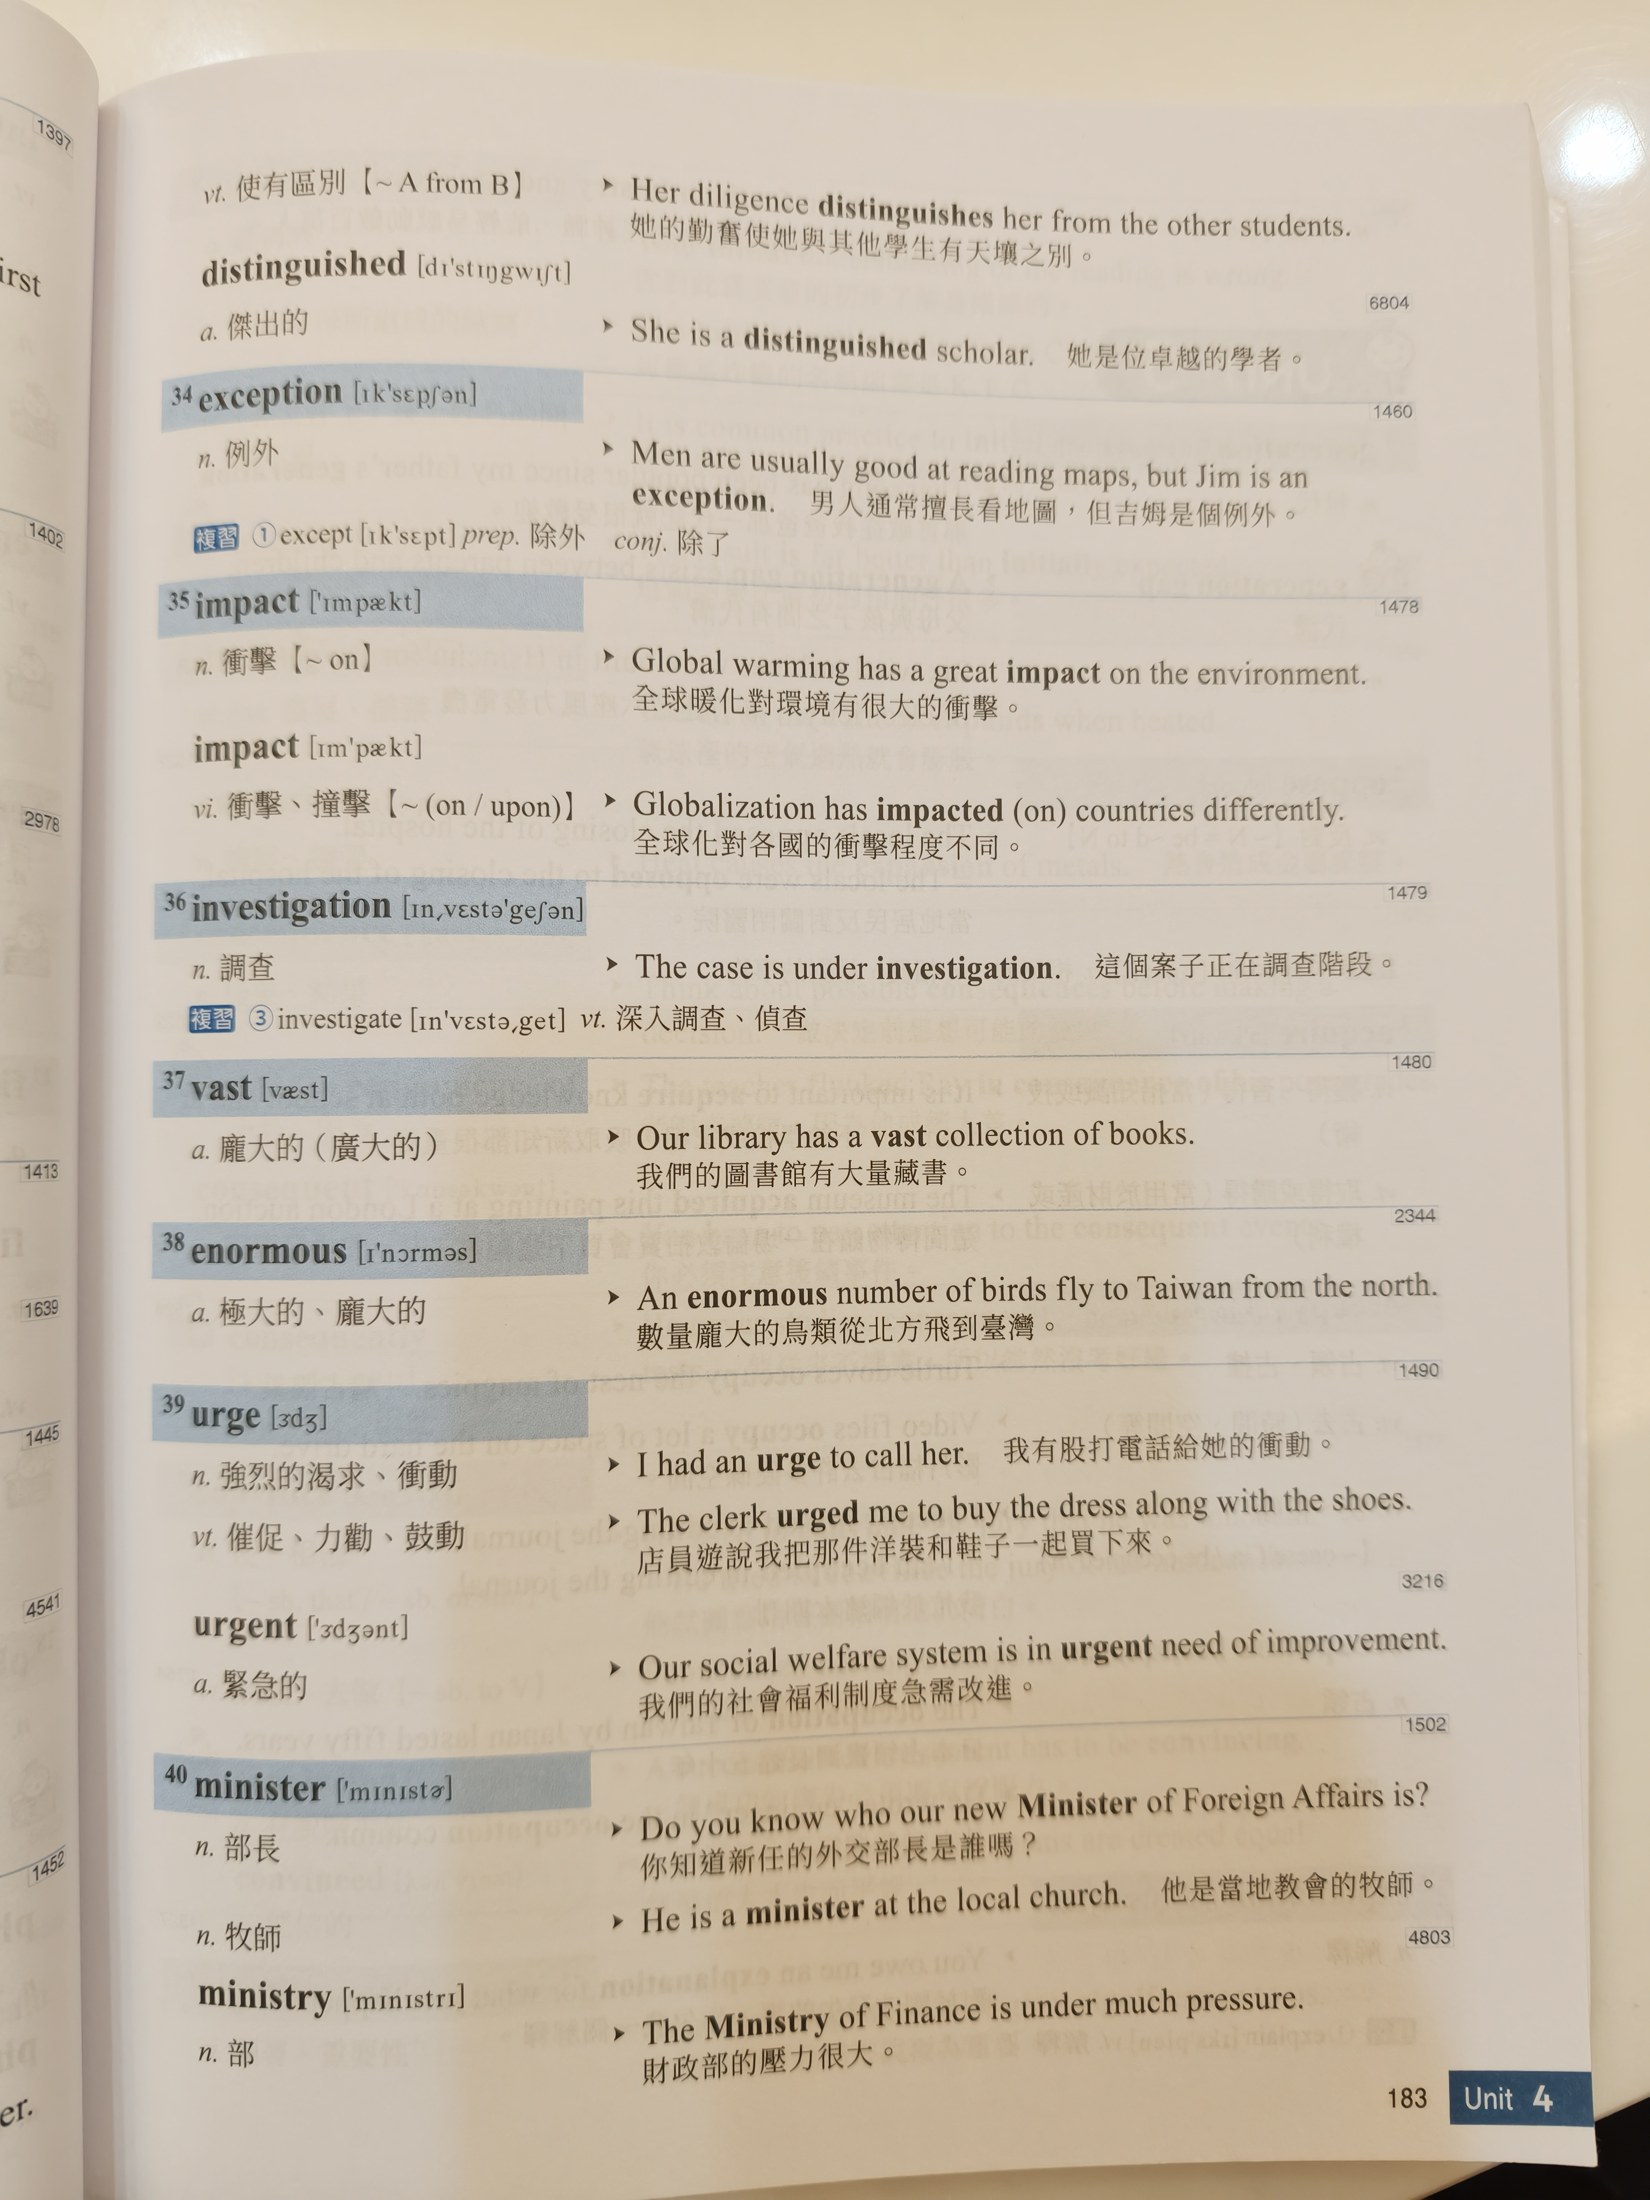 1397
irst
1402
2978
1413
1639
1445
4541
1452
er.
vt. 使有區別【~ A from B】 ➤ Her diligence distinguishes her from the other students.
她的勤奮使她與其他學生有天壤之別。
distinguished [dɪ'stɪŋgwɪʃt]
6804
a. 傑出的 ➤ She is a distinguished scholar. 她是位卓越的學者。
34 exception [ɪk'sɛpʃən]
1460
n. 例外 ➤ Men are usually good at reading maps, but Jim is an
exception. 男人通常擅長看地圖，但吉姆是個例外。
複習 ①except [ɪk'sɛpt] prep. 除外 conj. 除了
35 impact ['ɪmpækt]
1478
n. 衝擊【~ on】 ➤ Global warming has a great impact on the environment.
全球暖化對環境有很大的衝擊。
impact [ɪm'pækt]
vi. 衝擊、撞擊【~ (on / upon)】 ➤ Globalization has impacted (on) countries differently.
全球化對各國的衝擊程度不同。
36 investigation [ɪn,vɛstə'geʃən]
1479
n. 調查 ➤ The case is under investigation. 這個案子正在調查階段。
複習 ③investigate [ɪn'vɛstə,get] vt. 深入調查、偵查
37 vast [væst]
1480
a. 龐大的（廣大的） ➤ Our library has a vast collection of books.
我們的圖書館有大量藏書。
38 enormous [ɪ'nɔrməs]
2344
a. 極大的、龐大的 ➤ An enormous number of birds fly to Taiwan from the north.
數量龐大的鳥類從北方飛到臺灣。
39 urge [ɝdʒ]
1490
n. 強烈的渴求、衝動 ➤ I had an urge to call her. 我有股打電話給她的衝動。
vt. 催促、力勸、鼓動 ➤ The clerk urged me to buy the dress along with the shoes.
店員遊說我把那件洋裝和鞋子一起買下來。
3216
urgent ['ɝdʒənt]
a. 緊急的 ➤ Our social welfare system is in urgent need of improvement.
我們的社會福利制度急需改進。
40 minister ['mɪnɪstɚ]
1502
n. 部長 ➤ Do you know who our new Minister of Foreign Affairs is?
你知道新任的外交部長是誰嗎？
n. 牧師 ➤ He is a minister at the local church. 他是當地教會的牧師。
4803
ministry ['mɪnɪstrɪ]
n. 部 ➤ The Ministry of Finance is under much pressure.
財政部的壓力很大。
183 Unit 4